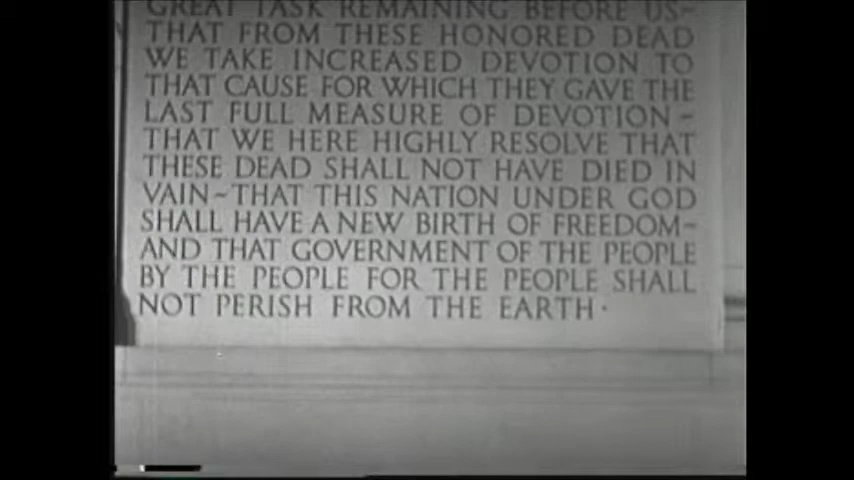 GREAT TASK REMAINING BEFORE US-
THAT FROM THESE HONORED DEAD
WE TAKE INCREASED DEVOTION TO
THAT CAUSE FOR WHICH THEY GAVE THE
LAST FULL MEASURE OF DEVOTION-
THAT WE HERE HIGHLY RESOLVE THAT
THESE DEAD SHALL NOT HAVE DIED IN
VAIN~THAT THIS NATION UNDER GOD
SHALL HAVE A NEW BIRTH OF FREEDOM-
AND THAT GOVERNMENT OF THE PEOPLE
BY THE PEOPLE FOR THE PEOPLE SHALL
NOT PERISH FROM THE EARTH·